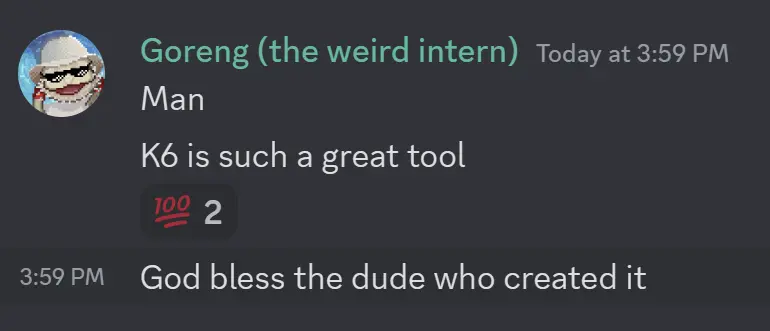 Goreng (the weird intern) Today at 3:59 PM
Man
K6 is such a great tool
💯 2
3:59 PM God bless the dude who created it